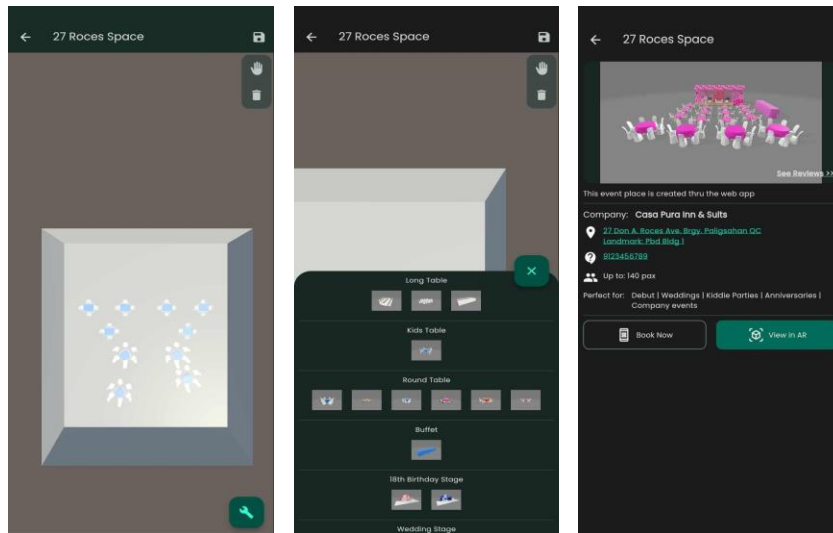 27 Roces Space
27 Roces Space
Long Table
Kids Table
Round Table
Buffet
18th Birthday Stage
Wedding Stage
27 Roces Space
See Reviews >>
This event place is created thru the web app
Company: Casa Pura Inn & Suits
27 Don A. Roces Ave. Brgy. Paligsahan QC
Landmark: Pbd Bldg.1
9123456789
Up to: 140 pax
Perfect for: Debut | Weddings | Kiddie Parties | Anniversaries |
Company events
Book Now
View in AR